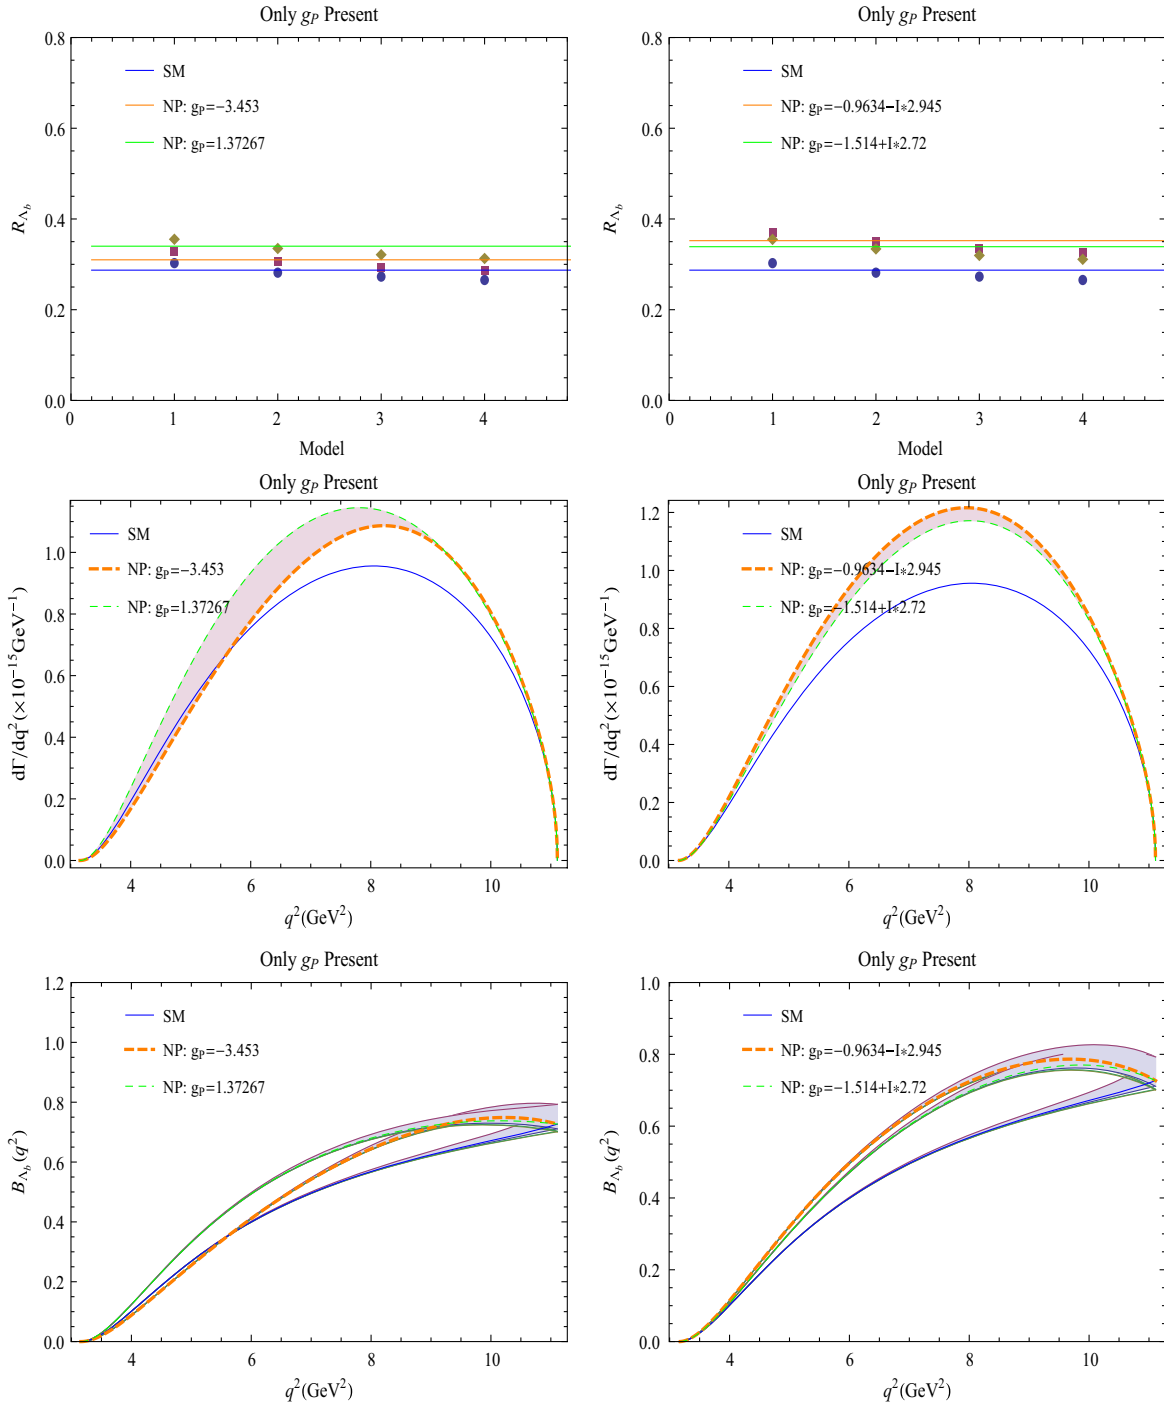 Only g_P Present
0.8
0.6
0.4
0.2
0.0
R_Λ_b
SM
NP: g_P=−3.453
NP: g_P=1.37267
0 1 2 3 4
Model
Only g_P Present
0.8
0.6
0.4
0.2
0.0
R_Λ_b
SM
NP: g_P=−0.9634−I*2.945
NP: g_P=−1.514+I*2.72
0 1 2 3 4
Model
Only g_P Present
1.0
0.8
0.6
0.4
0.2
0.0
dΓ/dq²(×10⁻¹⁵GeV⁻¹)
SM
NP: g_P=−3.453
NP: g_P=1.37267
4 6 8 10
q²(GeV²)
Only g_P Present
1.2
1.0
0.8
0.6
0.4
0.2
0.0
dΓ/dq²(×10⁻¹⁵GeV⁻¹)
SM
NP: g_P=−0.9634−I*2.945
NP: g_P=−1.514+I*2.72
4 6 8 10
q²(GeV²)
Only g_P Present
1.2
1.0
0.8
0.6
0.4
0.2
0.0
B_Λ_b(q²)
SM
NP: g_P=−3.453
NP: g_P=1.37267
4 6 8 10
q²(GeV²)
Only g_P Present
1.0
0.8
0.6
0.4
0.2
0.0
B_Λ_b(q²)
SM
NP: g_P=−0.9634−I*2.945
NP: g_P=−1.514+I*2.72
4 6 8 10
q²(GeV²)